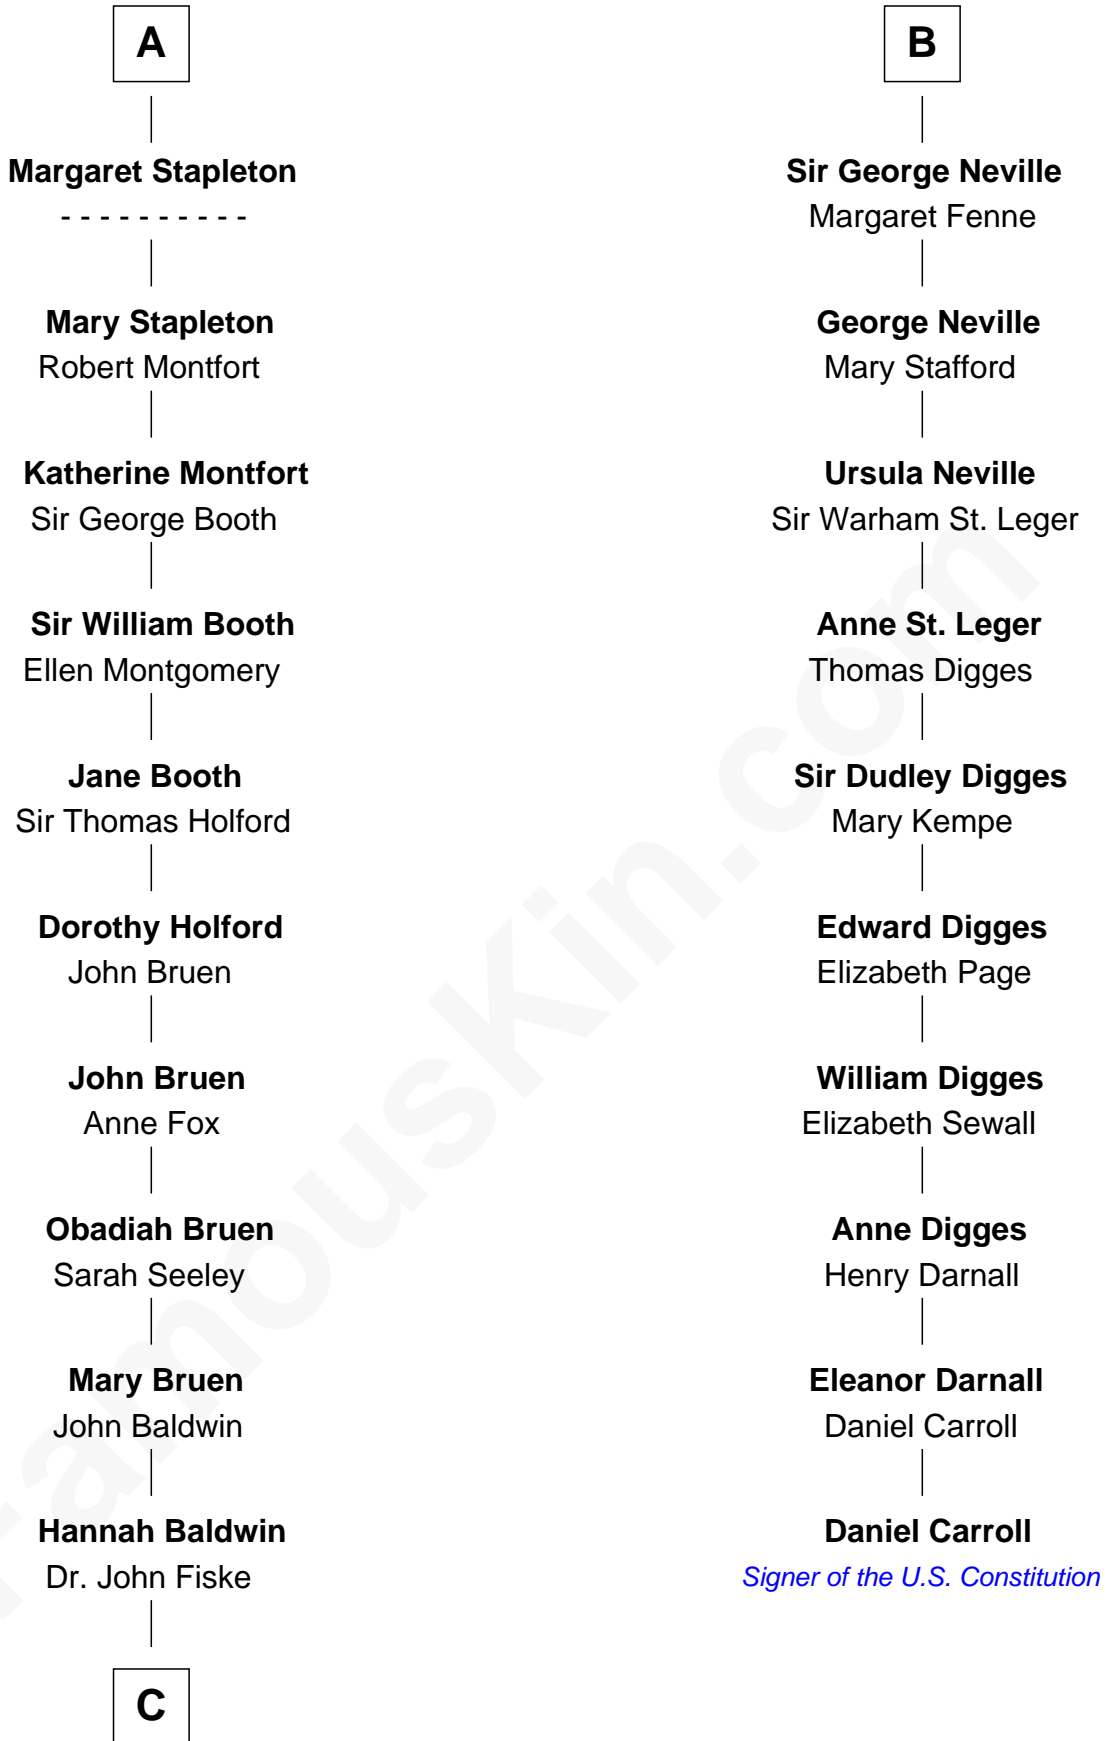 A
Margaret Stapleton
- - - - - - - - - -
Mary Stapleton
Robert Montfort
Katherine Montfort
Sir George Booth
Sir William Booth
Ellen Montgomery
Jane Booth
Sir Thomas Holford
Dorothy Holford
John Bruen
John Bruen
Anne Fox
Obadiah Bruen
Sarah Seeley
Mary Bruen
John Baldwin
Hannah Baldwin
Dr. John Fiske
C
B
Sir George Neville
Margaret Fenne
George Neville
Mary Stafford
Ursula Neville
Sir Warham St. Leger
Anne St. Leger
Thomas Digges
Sir Dudley Digges
Mary Kempe
Edward Digges
Elizabeth Page
William Digges
Elizabeth Sewall
Anne Digges
Henry Darnall
Eleanor Darnall
Daniel Carroll
Daniel Carroll
Signer of the U.S. Constitution
FamousKin.com